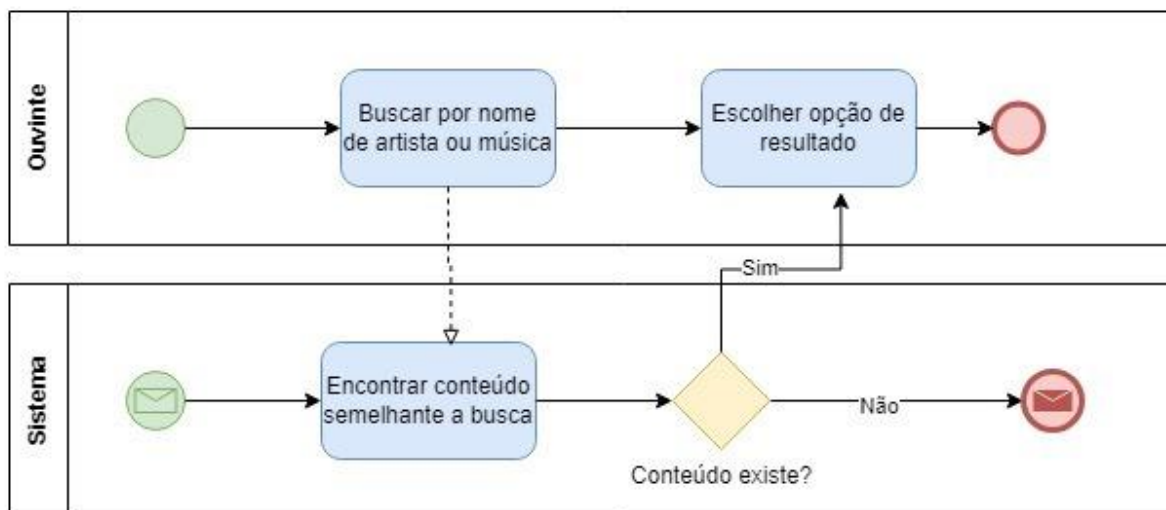 Ouvinte
Buscar por nome
de artista ou música
Escolher opção de
resultado
Sim
Sistema
Encontrar conteúdo
semelhante a busca
Não
Conteúdo existe?